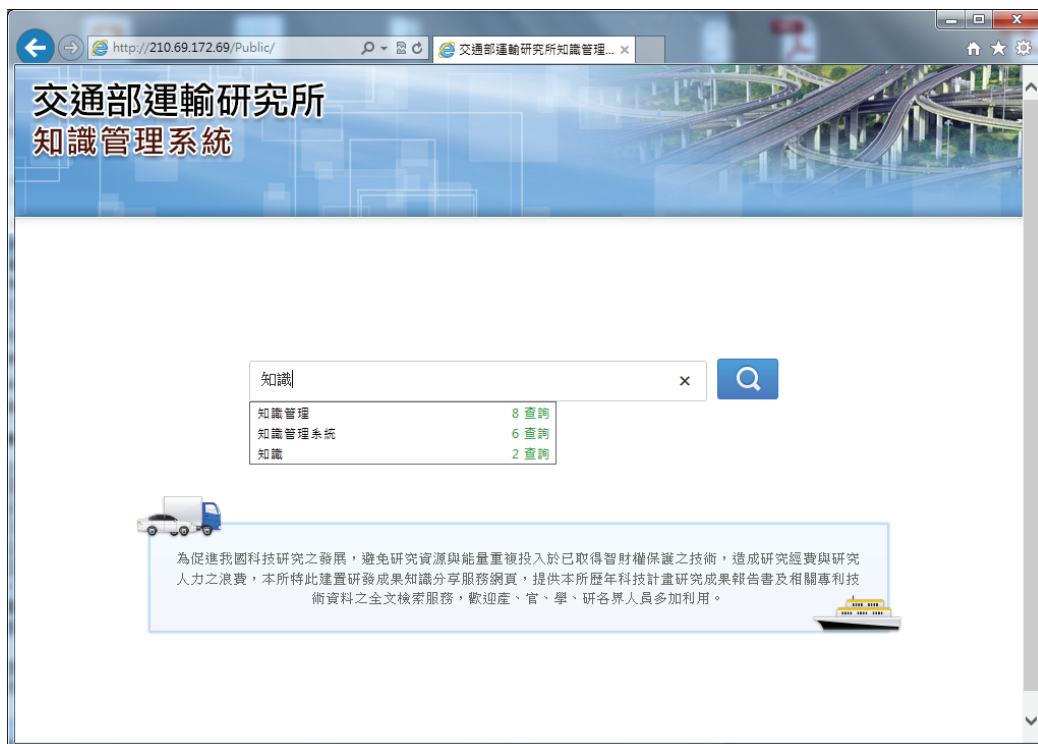 http://210.69.172.69/Public/
交通部運輸研究所知識管理...
交通部運輸研究所
知識管理系統
知識
知識管理 8 查詢
知識管理系統 6 查詢
知識 2 查詢
為促進我國科技研究之發展，避免研究資源與能量重複投入於已取得智財權保護之技術，造成研究經費與研究
人力之浪費，本所特此建置研發成果知識分享服務網頁，提供本所歷年科技計畫研究成果報告書及相關專利技
術資料之全文檢索服務，歡迎產、官、學、研各界人員多加利用。